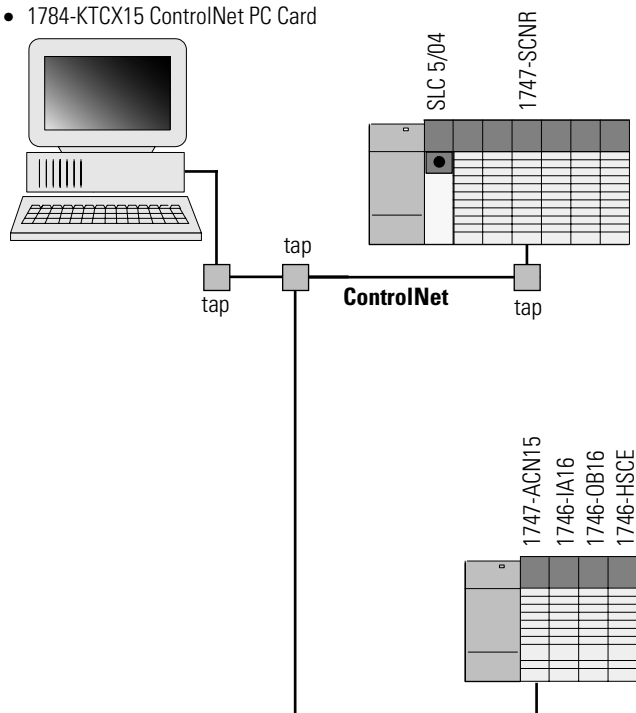 • 1784-KTCX15 ControlNet PC Card
SLC 5/04
1747-SCNR
tap
tap
ControlNet
tap
1747-ACN15
1746-IA16
1746-OB16
1746-HSCE